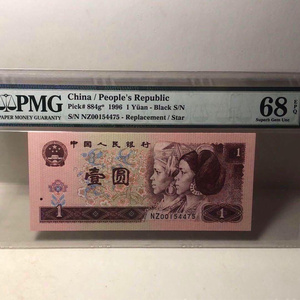 PMG
PAPER MONEY GUARANTY
China / People's Republic
Pick# 884g* 1996 1 Yüan - Black S/N
S/N NZ00154475 - Replacement / Star
68 EPQ
Superb Gem Unc
中国人民银行
1
壹圆
1
NZ00154475